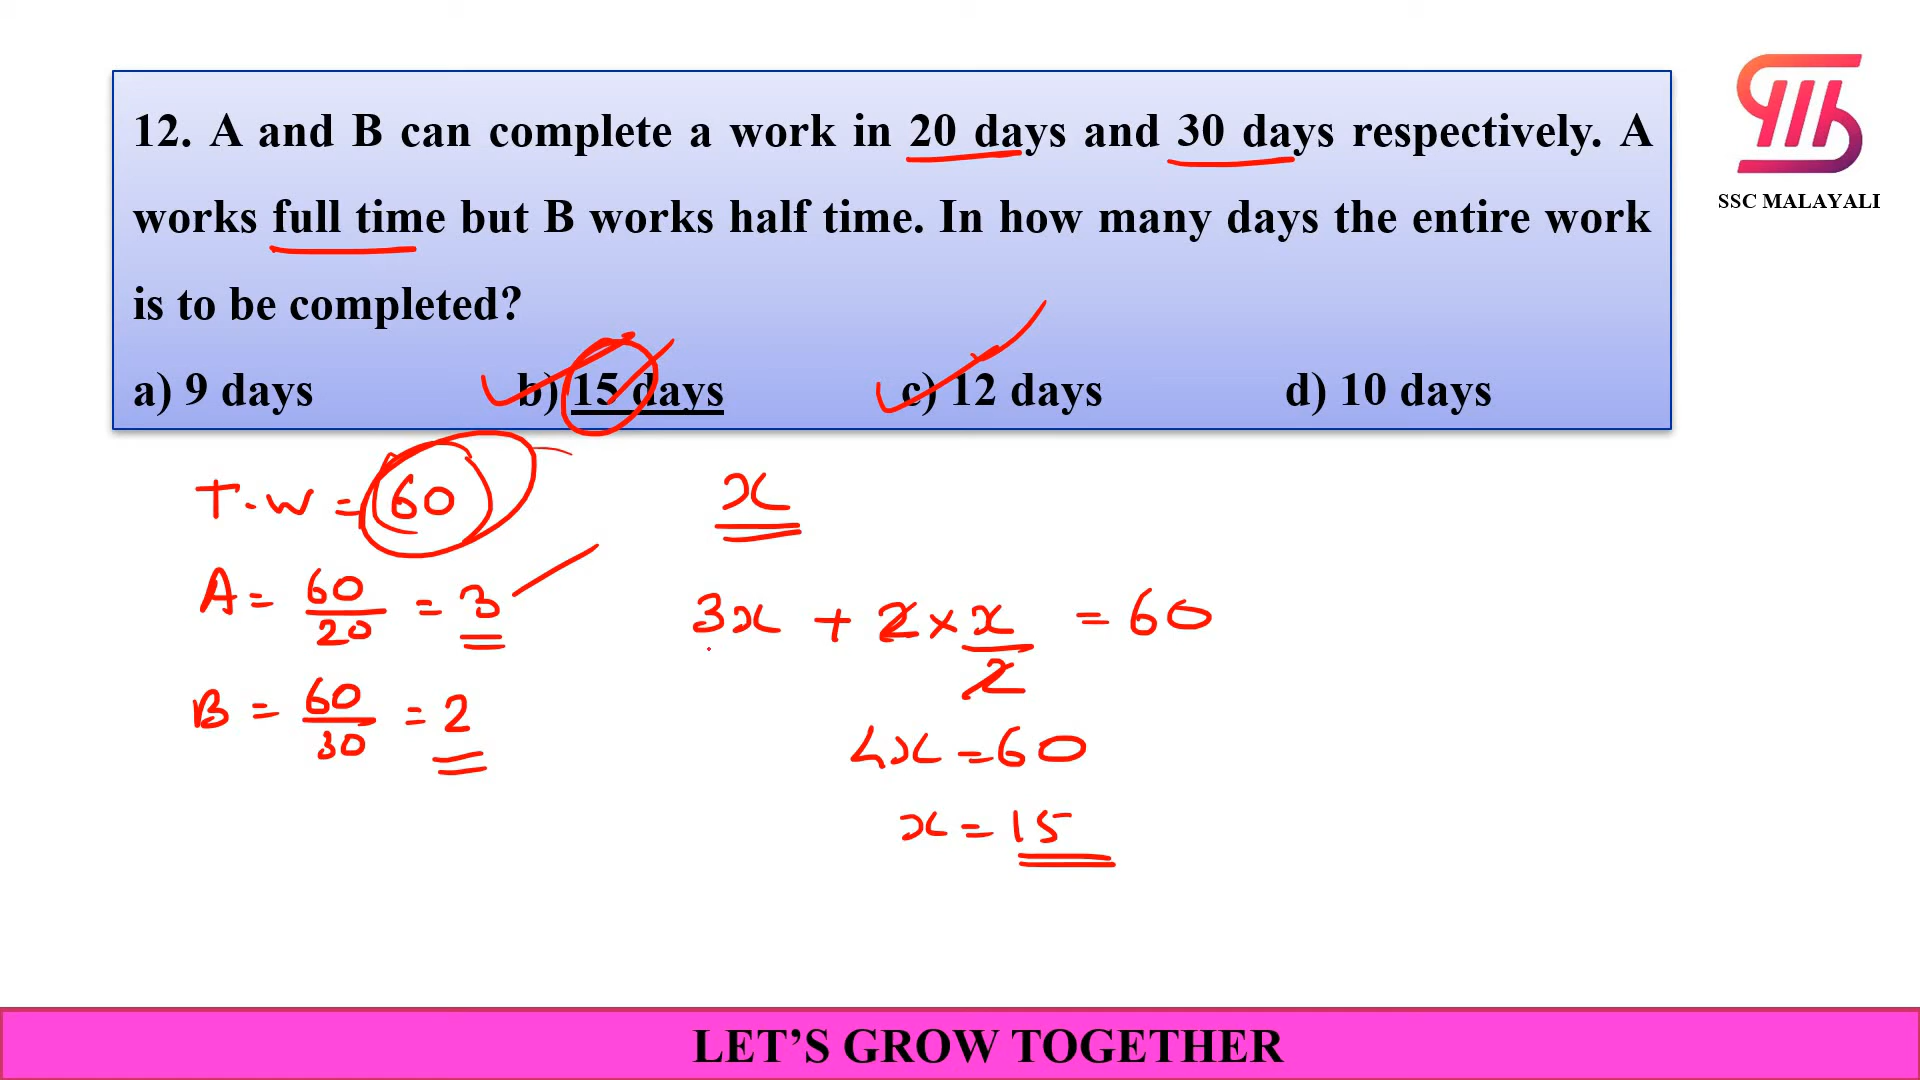 12. A and B can complete a work in 20 days and 30 days respectively. A
works full time but B works half time. In how many days the entire work
is to be completed?
a) 9 days b) 15 days c) 12 days d) 10 days
SSC MALAYALI
T.W = 60
A = 60/20 = 3
B = 60/30 = 2
x
3x + 2 × x/2 = 60
4x = 60
x = 15
LET’S GROW TOGETHER